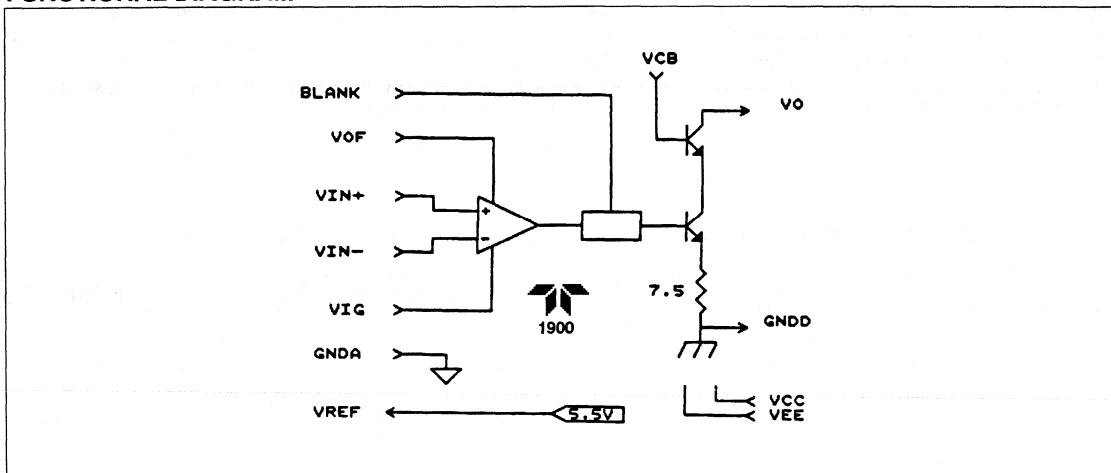 VCB
BLANK
VO
VOF
VIN+
+
VIN-
-
7.5
VIG
1900
GNDD
GNDA
VCC
VREF
5.5V
VEE